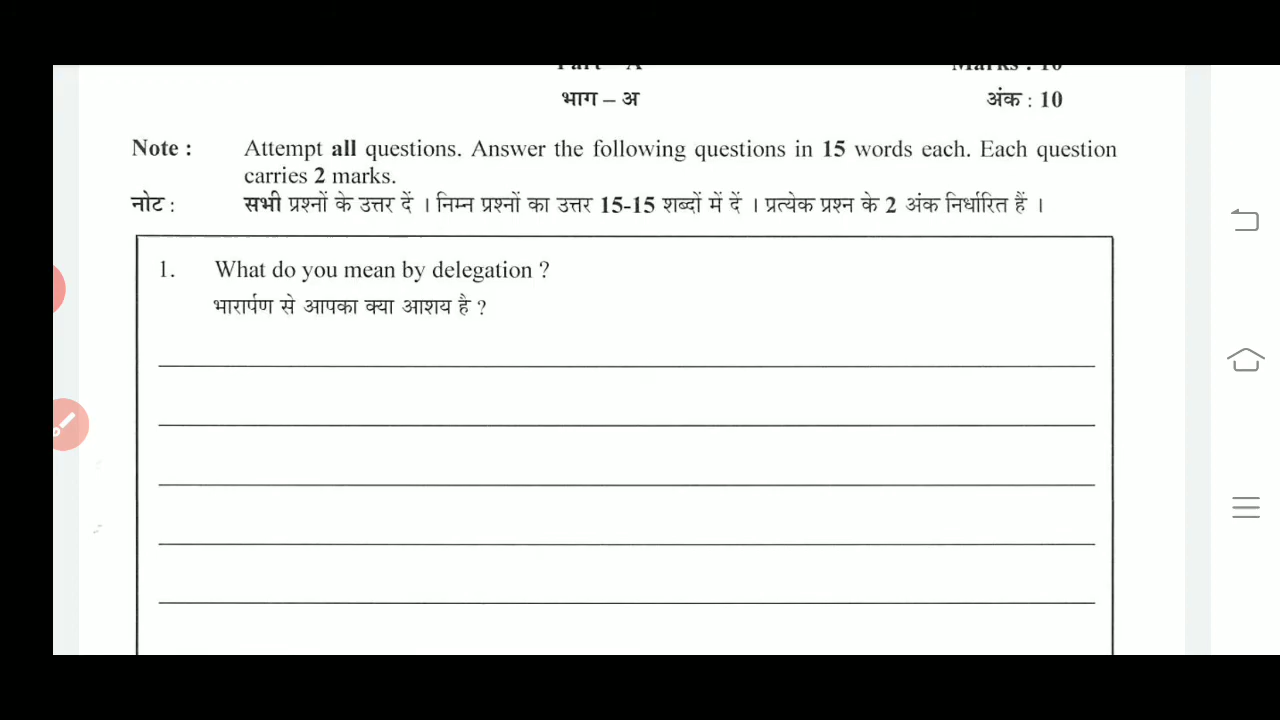 भाग – अ
अंक : 10
Note : Attempt all questions. Answer the following questions in 15 words each. Each question
carries 2 marks.
नोट : सभी प्रश्नों के उत्तर दें । निम्न प्रश्नों का उत्तर 15-15 शब्दों में दें । प्रत्येक प्रश्न के 2 अंक निर्धारित हैं ।
1. What do you mean by delegation ?
भारार्पण से आपका क्या आशय है ?